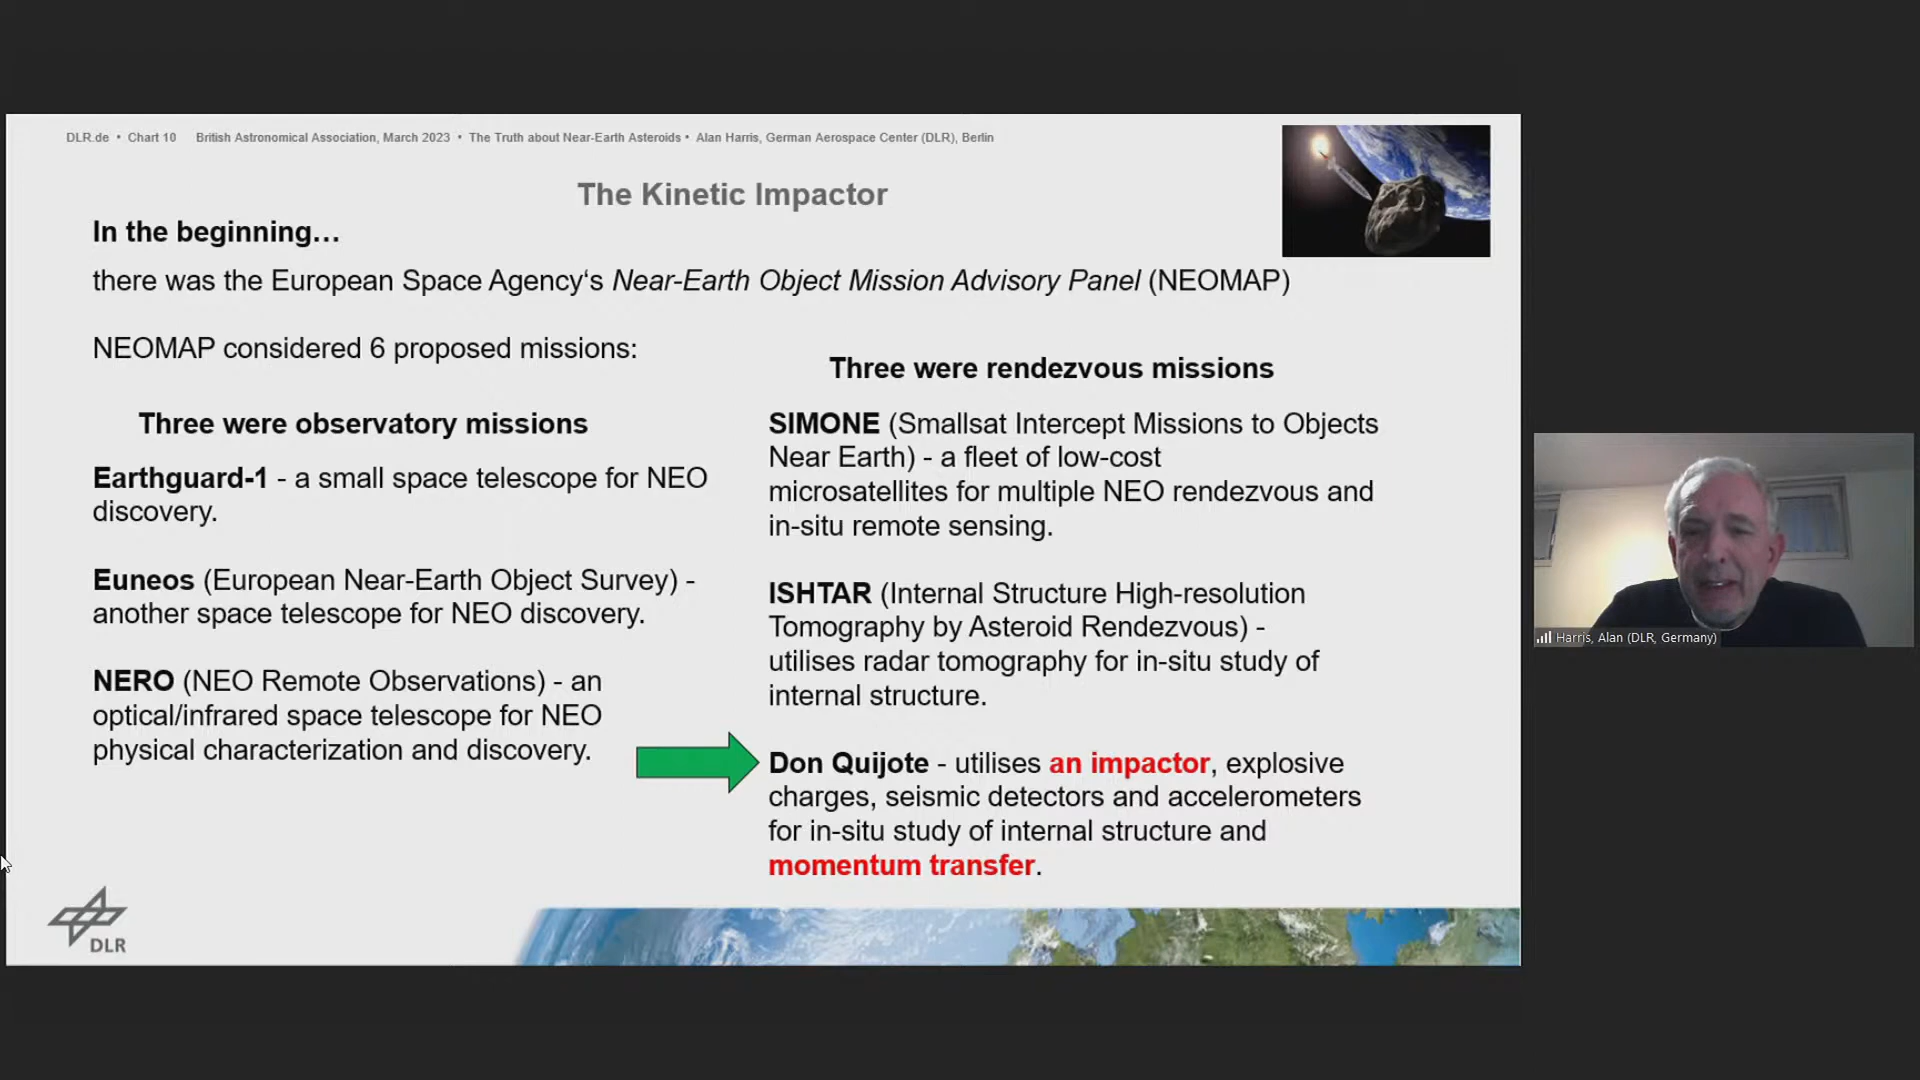 DLR.de • Chart 10 British Astronomical Association, March 2023 • The Truth about Near-Earth Asteroids • Alan Harris, German Aerospace Center (DLR), Berlin
The Kinetic Impactor
In the beginning…
there was the European Space Agency‘s Near-Earth Object Mission Advisory Panel (NEOMAP)
NEOMAP considered 6 proposed missions:
Three were observatory missions
Earthguard-1 - a small space telescope for NEO
discovery.
Euneos (European Near-Earth Object Survey) -
another space telescope for NEO discovery.
NERO (NEO Remote Observations) - an
optical/infrared space telescope for NEO
physical characterization and discovery.
Three were rendezvous missions
SIMONE (Smallsat Intercept Missions to Objects
Near Earth) - a fleet of low-cost
microsatellites for multiple NEO rendezvous and
in-situ remote sensing.
ISHTAR (Internal Structure High-resolution
Tomography by Asteroid Rendezvous) -
utilises radar tomography for in-situ study of
internal structure.
Don Quijote - utilises an impactor, explosive
charges, seismic detectors and accelerometers
for in-situ study of internal structure and
momentum transfer.
DLR
Harris, Alan (DLR, Germany)